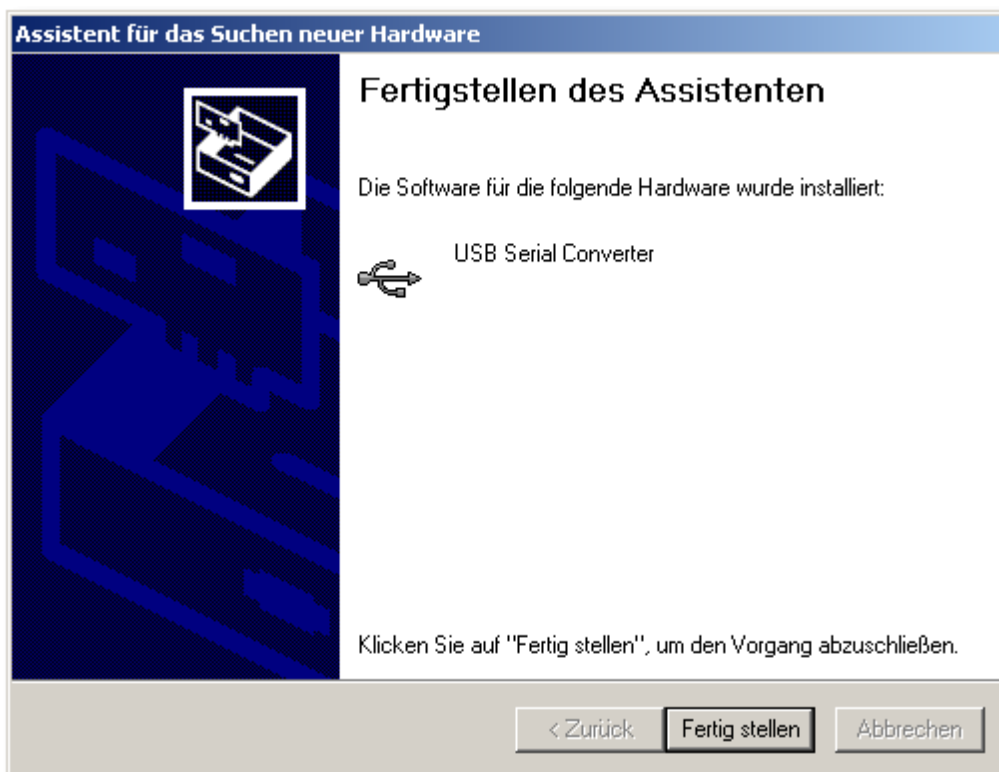 Assistent für das Suchen neuer Hardware
Fertigstellen des Assistenten
Die Software für die folgende Hardware wurde installiert:
USB Serial Converter
Klicken Sie auf "Fertig stellen", um den Vorgang abzuschließen.
< Zurück Fertig stellen Abbrechen